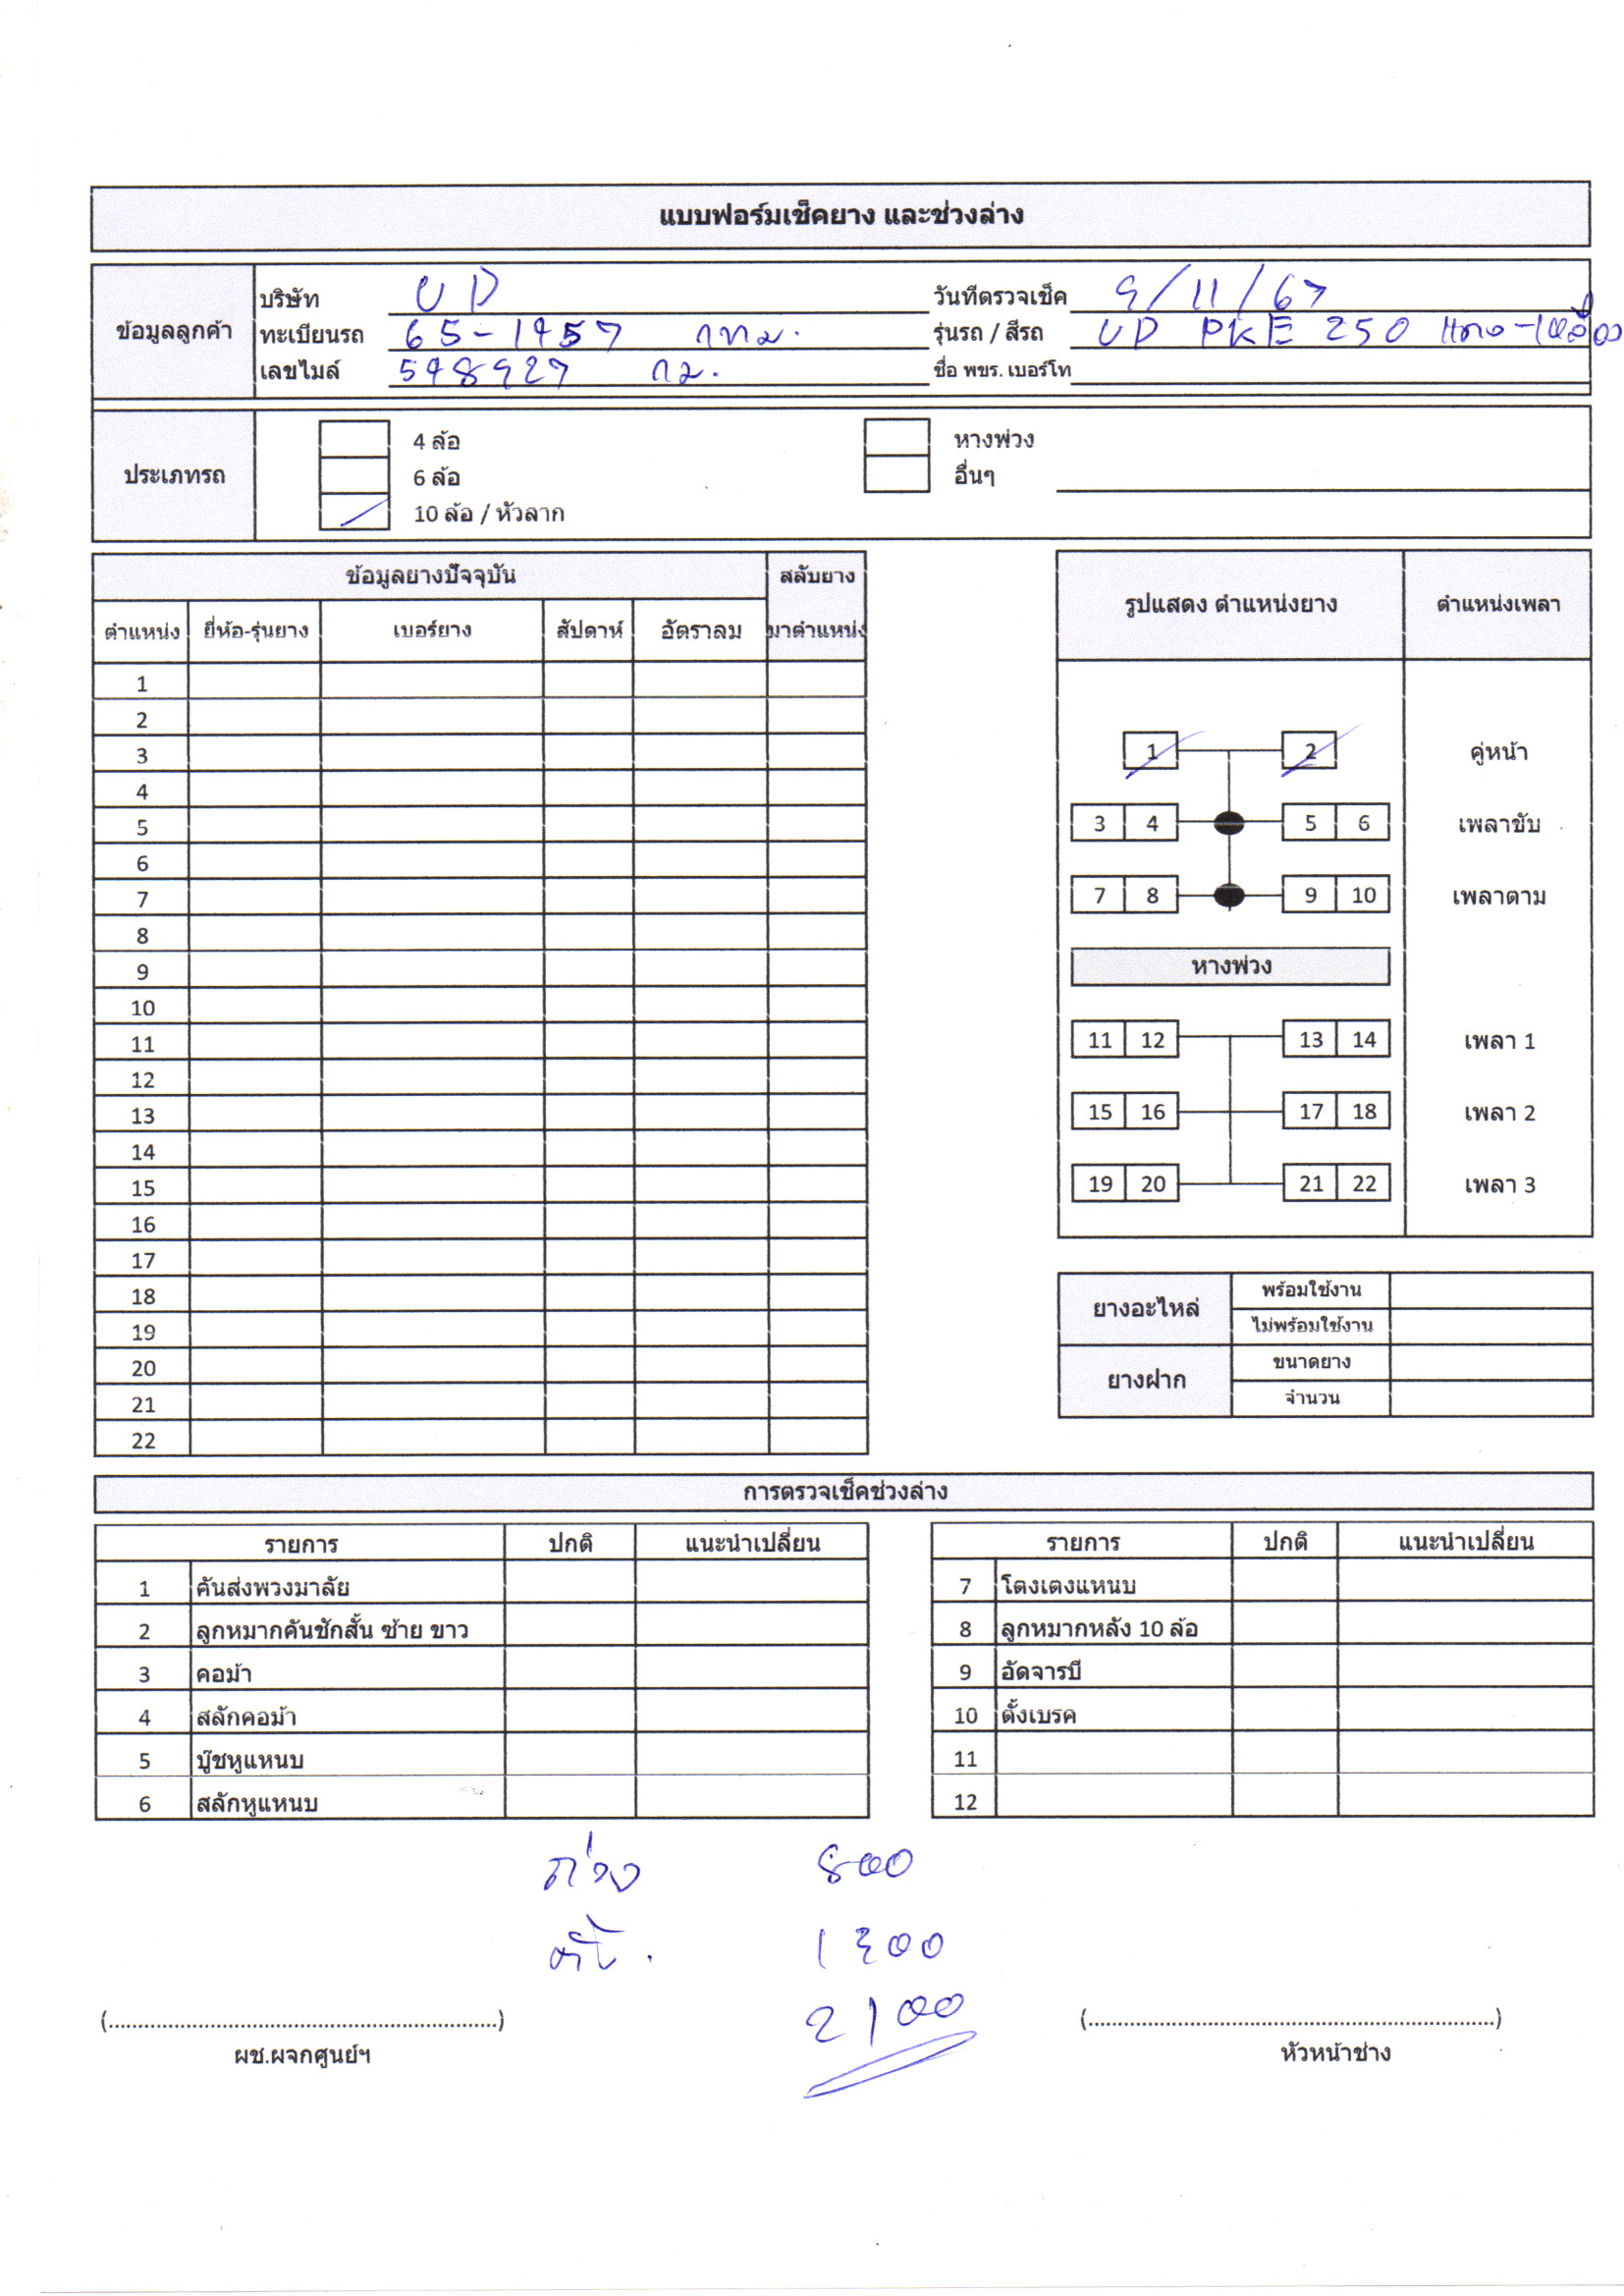 แบบฟอร์มเช็คยาง และช่วงล่าง
ข้อมูลลูกค้า
บริษัท UD วันที่ตรวจเช็ค 9/11/67
ทะเบียนรถ 65-1457 กทม. รุ่นรถ / สีรถ UD PKE 250 แดง-เหลือง
เลขไมล์ 548927 กม. ชื่อ พขร. เบอร์โท
ประเภทรถ
4 ล้อ หางพ่วง
6 ล้อ อื่นๆ
10 ล้อ / หัวลาก
ข้อมูลยางปัจจุบัน สลับยาง
ตำแหน่ง ยี่ห้อ-รุ่นยาง เบอร์ยาง สัปดาห์ อัตราลม มาตำแหน่ง
1
2
3
4
5
6
7
8
9
10
11
12
13
14
15
16
17
18
19
20
21
22
รูปแสดง ตำแหน่งยาง ตำแหน่งเพลา
1 2 คู่หน้า
3 4 5 6 เพลาขับ
7 8 9 10 เพลาตาม
หางพ่วง
11 12 13 14 เพลา 1
15 16 17 18 เพลา 2
19 20 21 22 เพลา 3
ยางอะไหล่ พร้อมใช้งาน
ไม่พร้อมใช้งาน
ยางฝาก ขนาดยาง
จำนวน
การตรวจเช็คช่วงล่าง
รายการ ปกติ แนะนำเปลี่ยน รายการ ปกติ แนะนำเปลี่ยน
1 คันส่งพวงมาลัย 7 โตงเตงแหนบ
2 ลูกหมากคันชักสั้น ซ้าย ขาว 8 ลูกหมากหลัง 10 ล้อ
3 คอม้า 9 อัดจารบี
4 สลักคอม้า 10 ตั้งเบรค
5 บู๊ชหูแหนบ 11
6 สลักหูแหนบ 12
ถ่วง 800
1300
2100
(................................) (................................)
ผช.ผจกศูนย์ฯ หัวหน้าช่าง